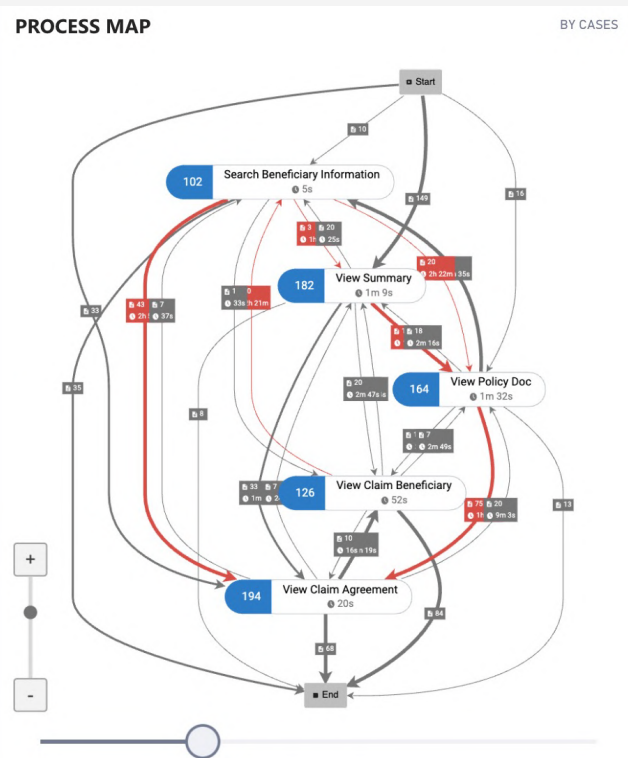 PROCESS MAP
BY CASES
Start
10
149
16
Search Beneficiary Information
102
5s
3 20
1h 25s
20
2h 22m 35s
View Summary
182
1m 9s
33
43 7
2h 37s
1 0
33s 21m
18
2m 16s
35
8
20
2m 47s
View Policy Doc
164
1m 32s
7
2m 49s
33 7
1m
View Claim Beneficiary
126
52s
75 20
1h 9m 3s
13
10
16s 19s
View Claim Agreement
194
20s
84
68
End
+
-